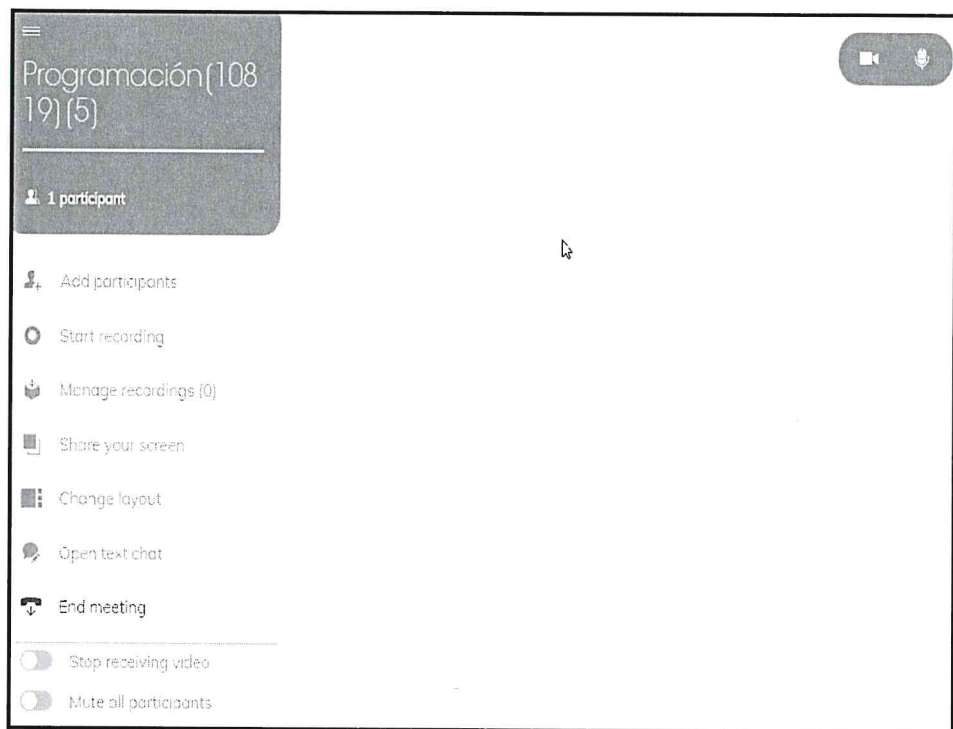 Programación(108
19)(5)
1 participant
Add participants
Start recording
Manage recordings (0)
Share your screen
Change layout
Open text chat
End meeting
Stop receiving video
Mute all participants